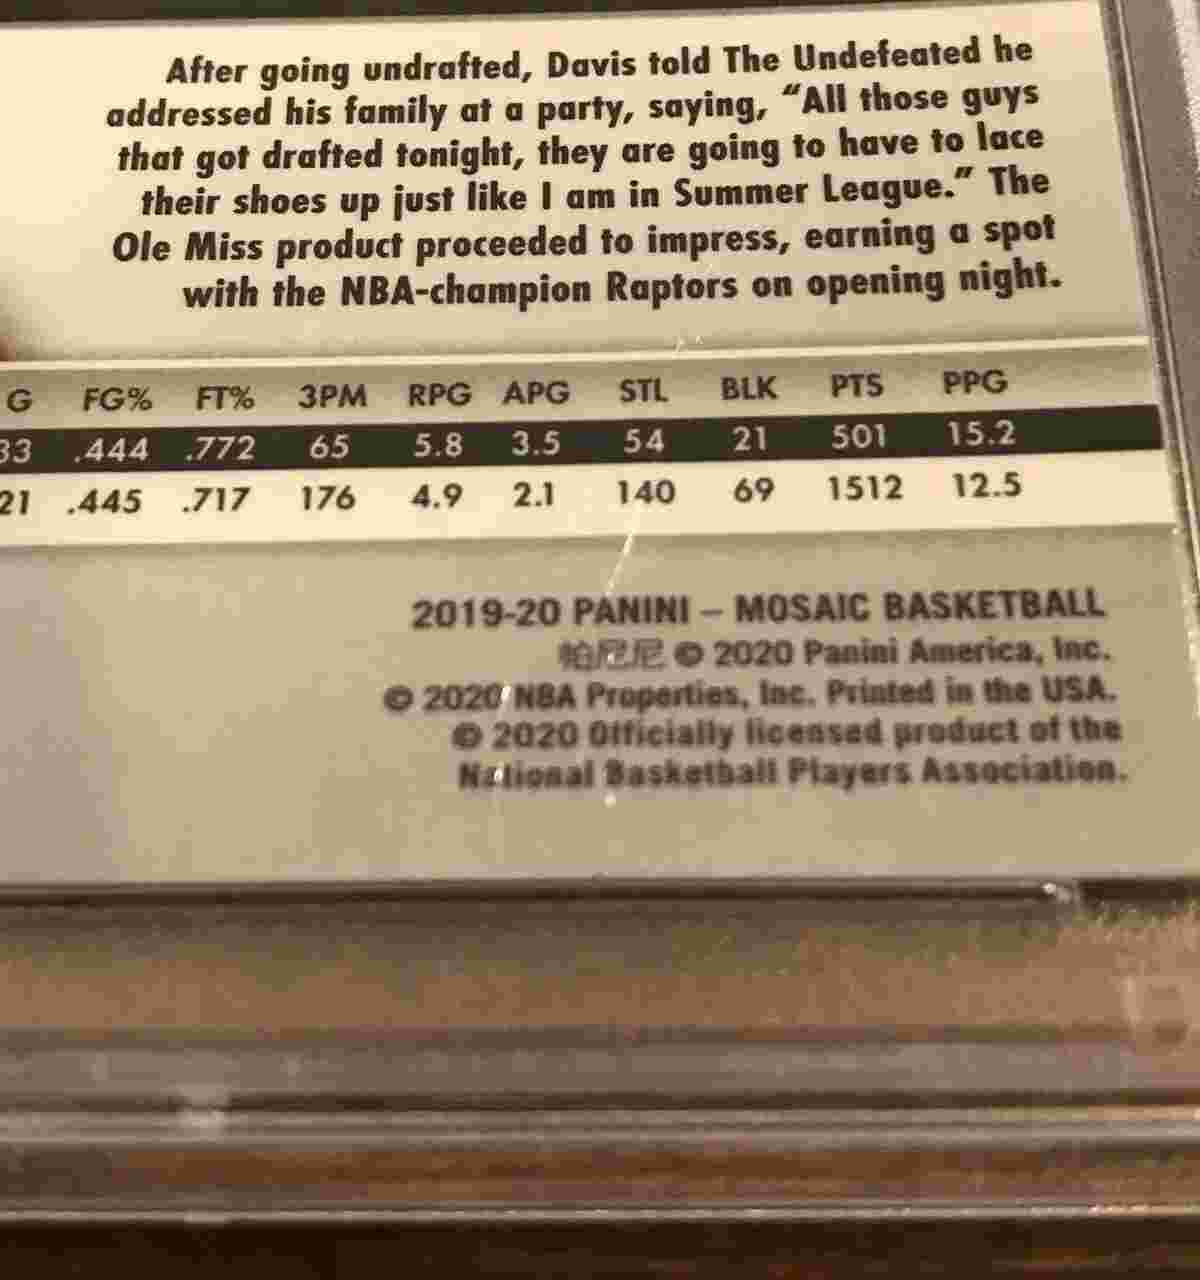 After going undrafted, Davis told The Undefeated he
addressed his family at a party, saying, “All those guys
that got drafted tonight, they are going to have to lace
their shoes up just like I am in Summer League.” The
Ole Miss product proceeded to impress, earning a spot
with the NBA-champion Raptors on opening night.
G FG% FT% 3PM RPG APG STL BLK PTS PPG
33 .444 .772 65 5.8 3.5 54 21 501 15.2
21 .445 .717 176 4.9 2.1 140 69 1512 12.5
2019-20 PANINI – MOSAIC BASKETBALL
帕尼尼 © 2020 Panini America, Inc.
© 2020 NBA Properties, Inc. Printed in the USA.
© 2020 Officially licensed product of the
National Basketball Players Association.